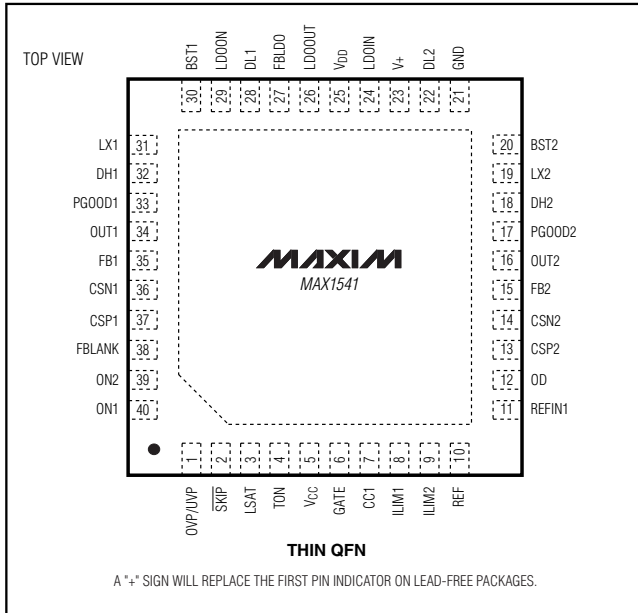 TOP VIEW
BST1
LDOON
DL1
FBLDO
LDOOUT
VDD
LDOIN
V+
DL2
GND
30
29
28
27
26
25
24
23
22
21
LX1 31
DH1 32
PGOOD1 33
OUT1 34
FB1 35
CSN1 36
CSP1 37
FBLANK 38
ON2 39
ON1 40
MAXIM
MAX1541
20 BST2
19 LX2
18 DH2
17 PGOOD2
16 OUT2
15 FB2
14 CSN2
13 CSP2
12 OD
11 REFIN1
1
2
3
4
5
6
7
8
9
10
OVP/UVP
SKIP
LSAT
TON
VCC
GATE
CC1
ILIM1
ILIM2
REF
THIN QFN
A "+" SIGN WILL REPLACE THE FIRST PIN INDICATOR ON LEAD-FREE PACKAGES.